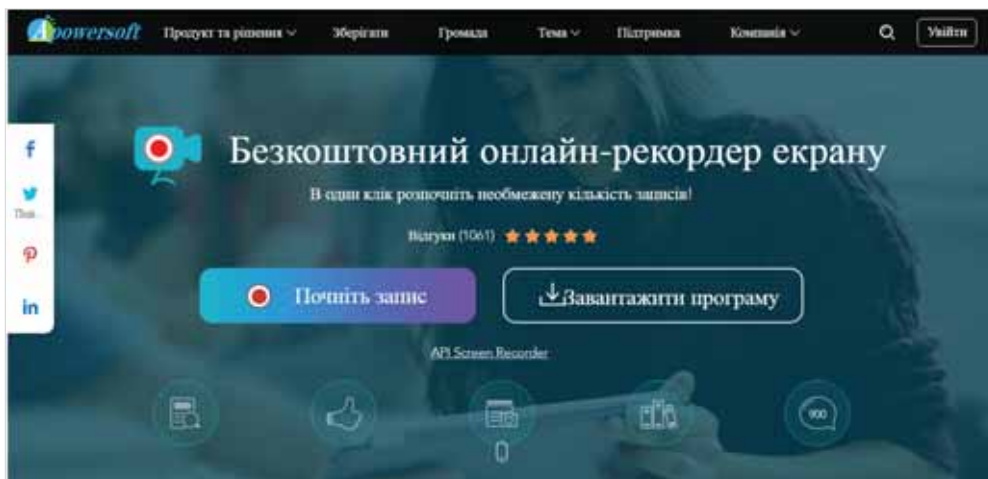 Apowersoft Продукт та рішення Зберігати Громада Тема Підтримка Компанія Увійти
Безкоштовний онлайн-рекордер екрану
В один клік розпочніть необмежену кількість записів!
Відгуки (1061)
Почніть запис Завантажити програму
API Screen Recorder